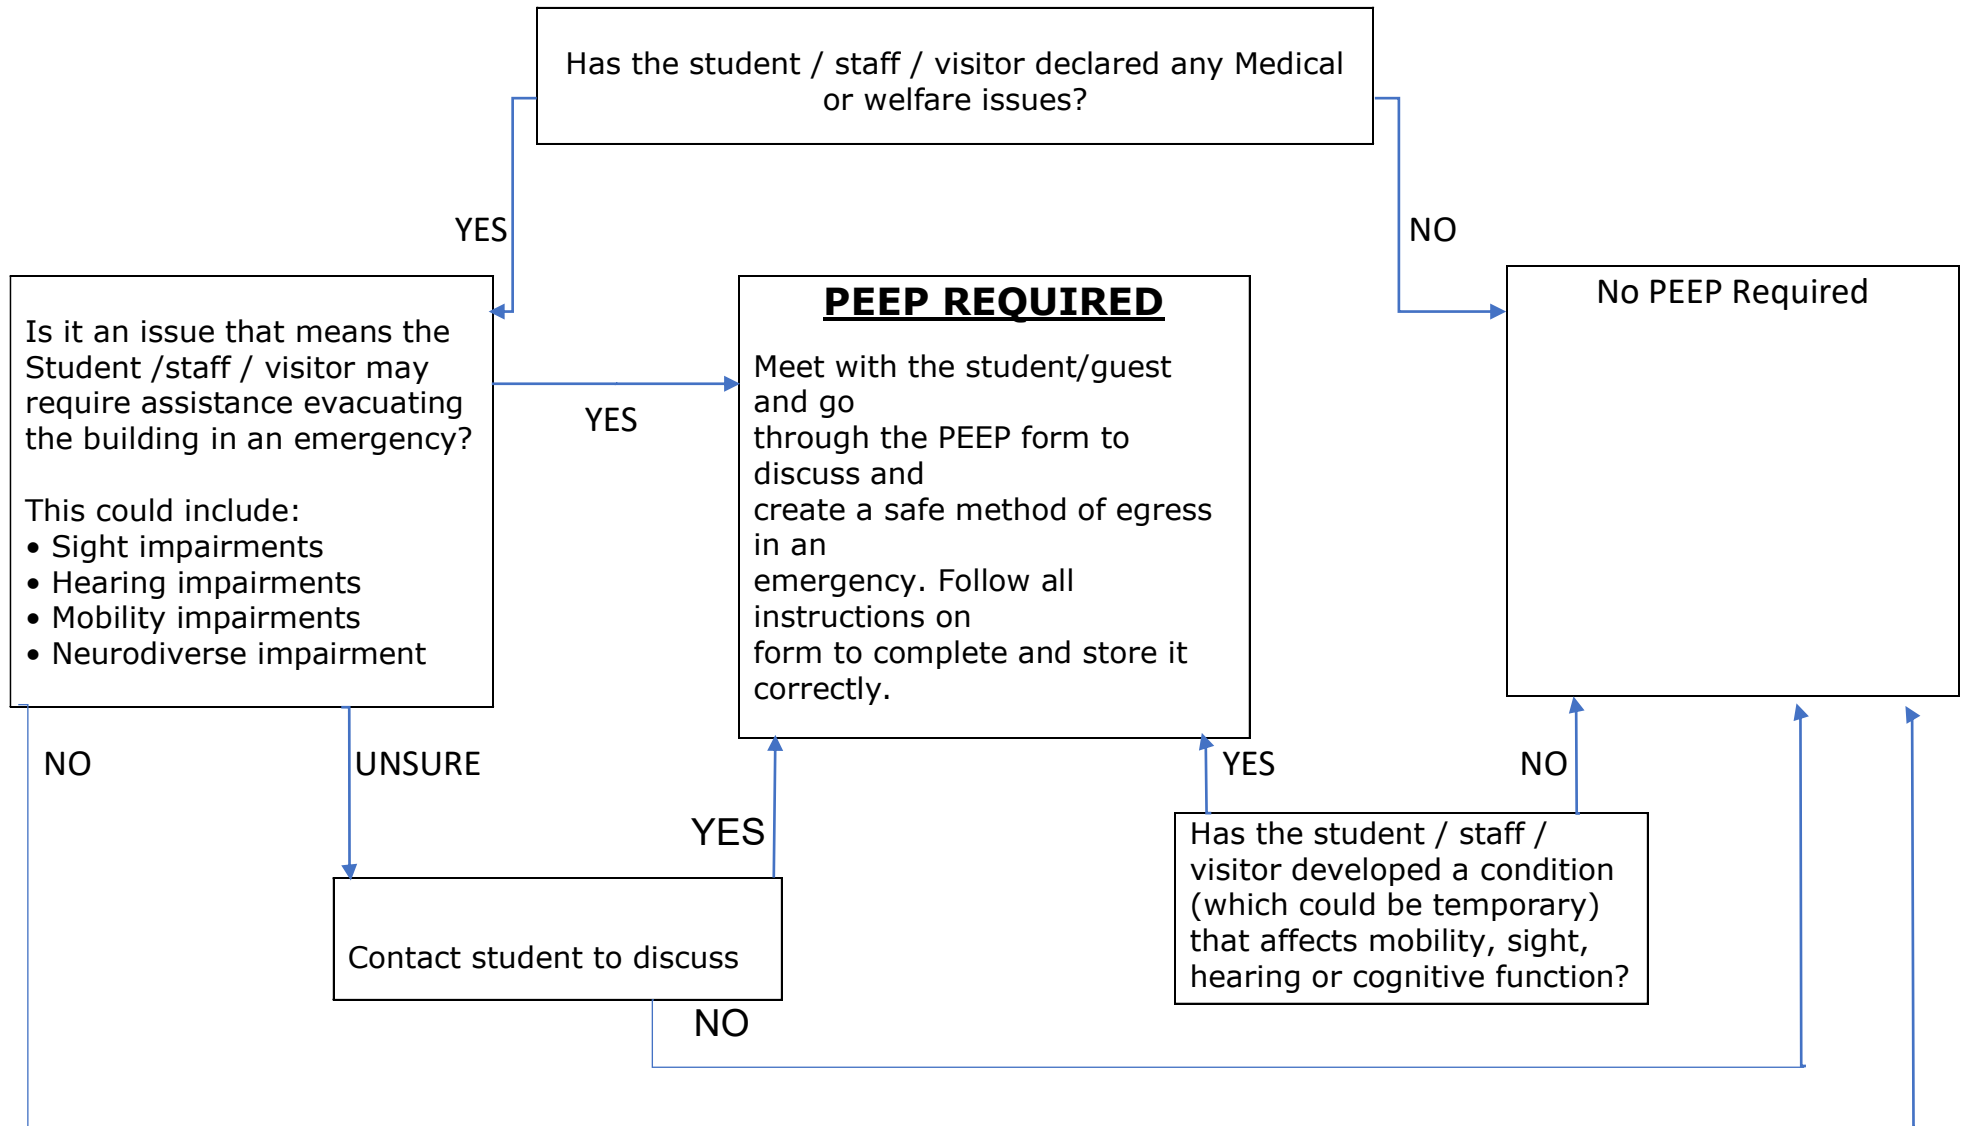 Has the student / staff / visitor declared any Medical
or welfare issues?
YES
NO
Is it an issue that means the
Student /staff / visitor may
require assistance evacuating
the building in an emergency?
This could include:
• Sight impairments
• Hearing impairments
• Mobility impairments
• Neurodiverse impairment
YES
PEEP REQUIRED
Meet with the student/guest
and go
through the PEEP form to
discuss and
create a safe method of egress
in an
emergency. Follow all
instructions on
form to complete and store it
correctly.
No PEEP Required
NO
UNSURE
YES
YES
NO
Contact student to discuss
NO
Has the student / staff /
visitor developed a condition
(which could be temporary)
that affects mobility, sight,
hearing or cognitive function?